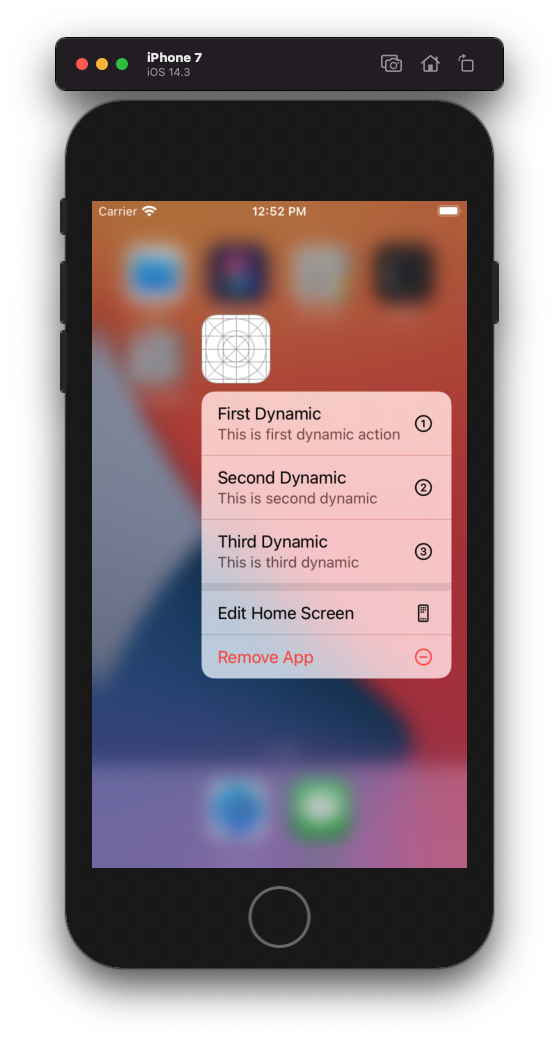 iPhone 7
iOS 14.3
Carrier 12:52 PM
First Dynamic
This is first dynamic action
1
Second Dynamic
This is second dynamic
2
Third Dynamic
This is third dynamic
3
Edit Home Screen
Remove App